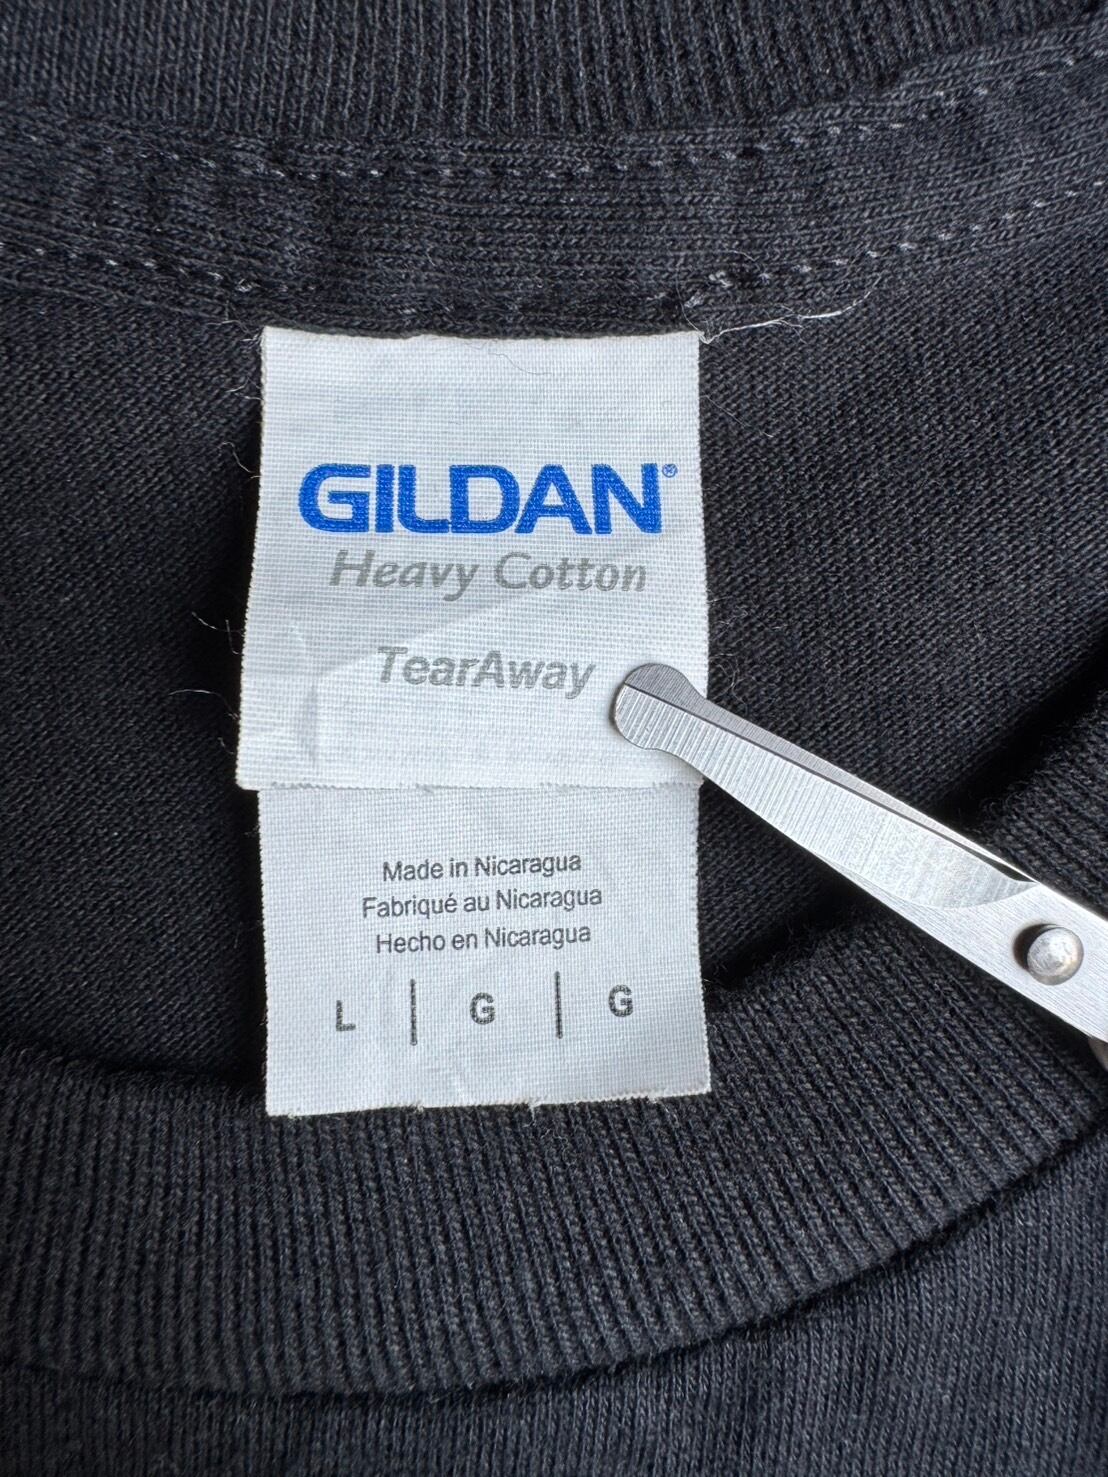 GILDAN®
Heavy Cotton
TearAway
Made in Nicaragua
Fabriqué au Nicaragua
Hecho en Nicaragua
L | G | G